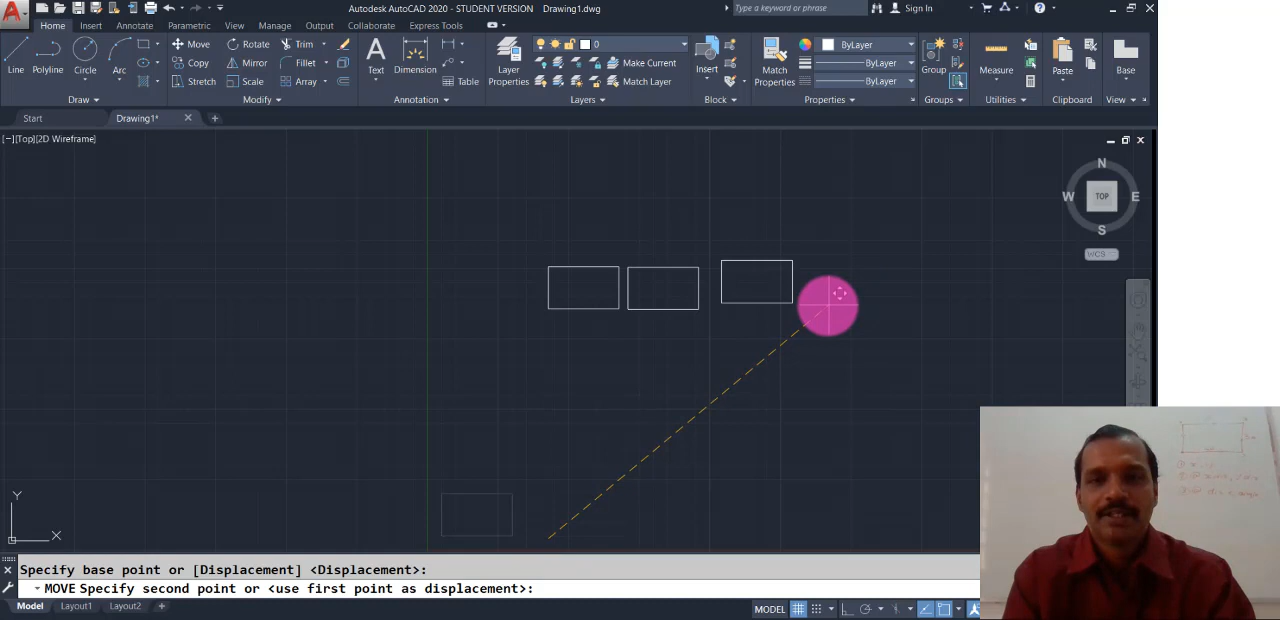 Autodesk AutoCAD 2020 - STUDENT VERSION Drawing1.dwg
Type a keyword or phrase
Sign In
Home Insert Annotate Parametric View Manage Output Collaborate Express Tools
Line Polyline Circle Arc
Move Rotate Trim
Copy Mirror Fillet
Stretch Scale Array
Text Dimension Table
Layer Properties
0
Make Current
Match Layer
Insert
Match Properties
ByLayer
ByLayer
ByLayer
Group
Measure
Paste
Base
Draw Modify Annotation Layers Block Properties Groups Utilities Clipboard View
Start Drawing1*
[−][Top][2D Wireframe]
N
W TOP E
S
WCS
Y
X
Specify base point or [Displacement] <Displacement>:
MOVE Specify second point or <use first point as displacement>:
Model Layout1 Layout2 +
MODEL